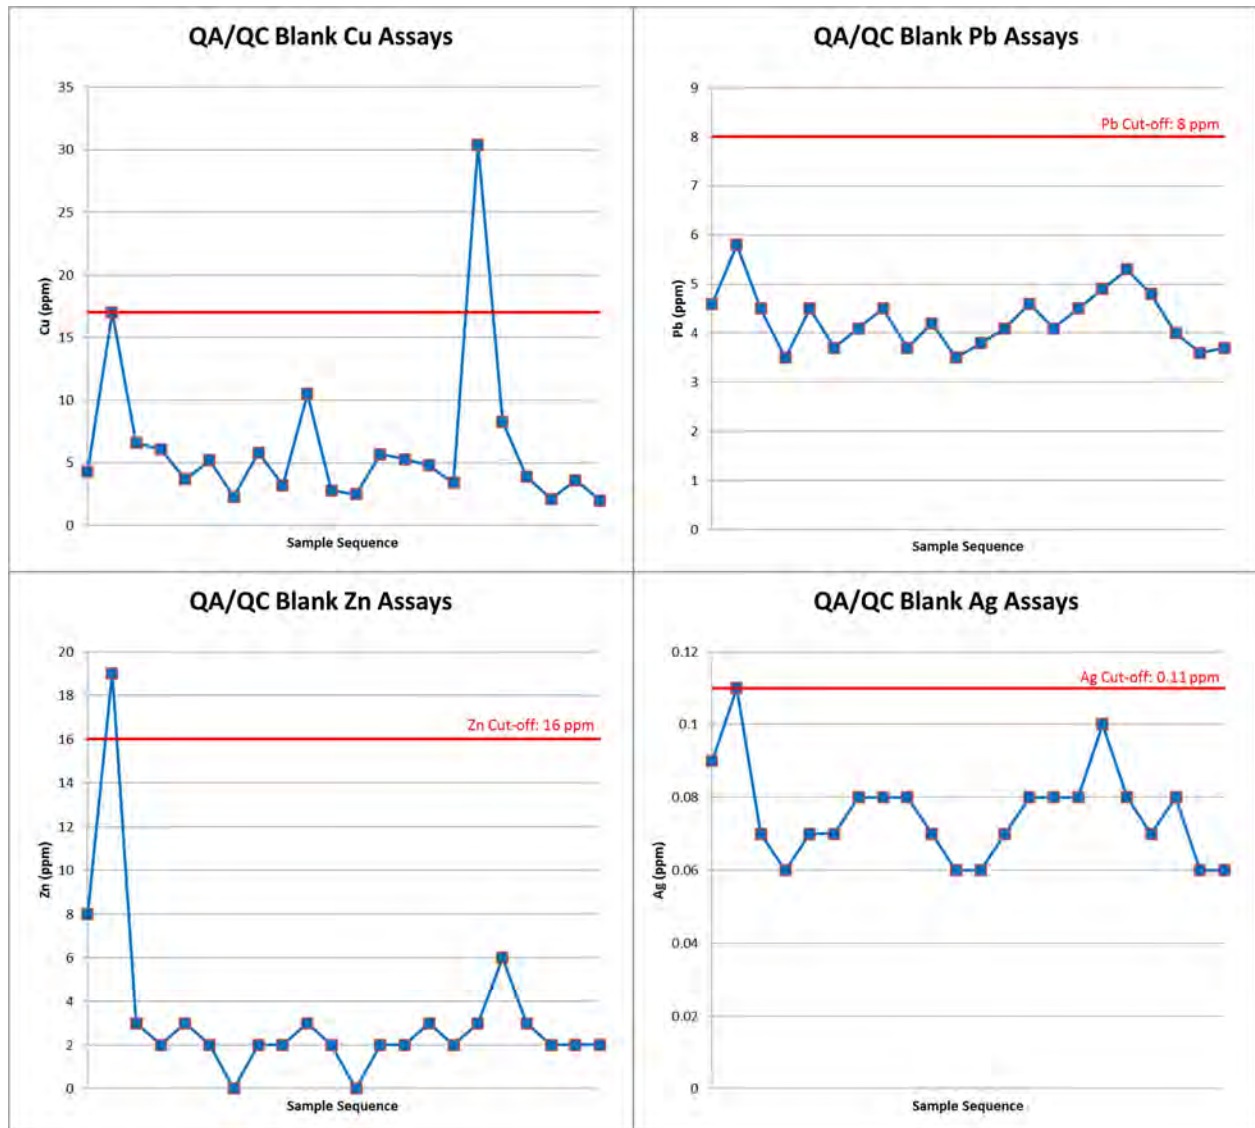 QA/QC Blank Cu Assays
35
30
25
20
17
15
10
5
0
Cu (ppm)
Sample Sequence
QA/QC Blank Pb Assays
9
8
7
6
5
4
3
2
1
0
Pb (ppm)
Pb Cut-off: 8 ppm
Sample Sequence
QA/QC Blank Zn Assays
20
18
16
14
12
10
8
6
4
2
0
Zn (ppm)
Zn Cut-off: 16 ppm
Sample Sequence
QA/QC Blank Ag Assays
0.12
0.1
0.08
0.06
0.04
0.02
0
Ag (ppm)
Ag Cut-off: 0.11 ppm
Sample Sequence